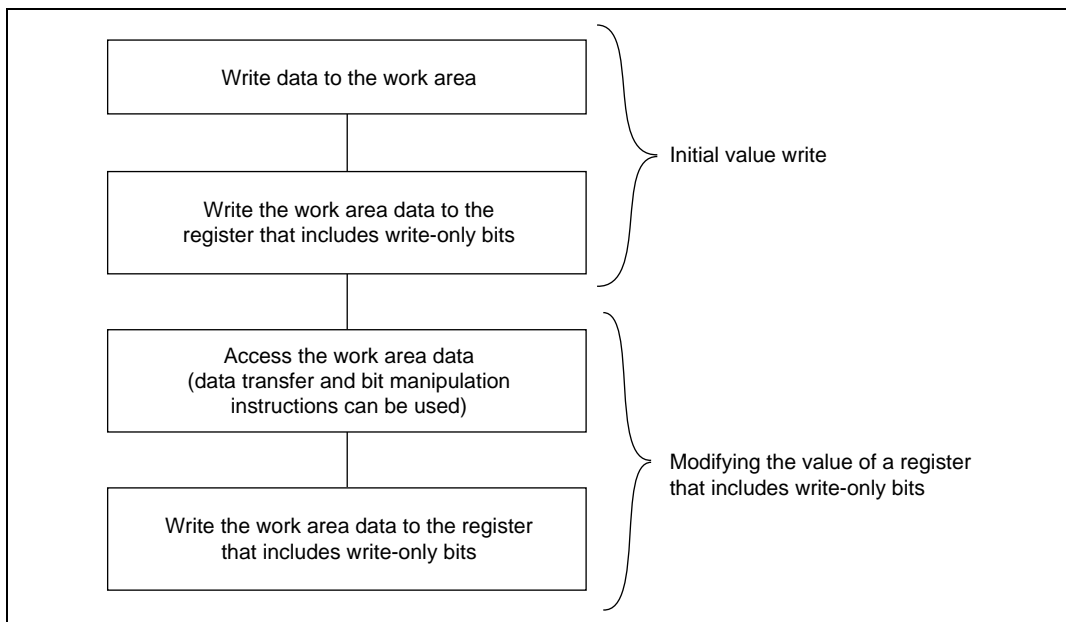 Write data to the work area
Initial value write
Write the work area data to the
register that includes write-only bits
Access the work area data
(data transfer and bit manipulation
instructions can be used)
Modifying the value of a register
that includes write-only bits
Write the work area data to the register
that includes write-only bits